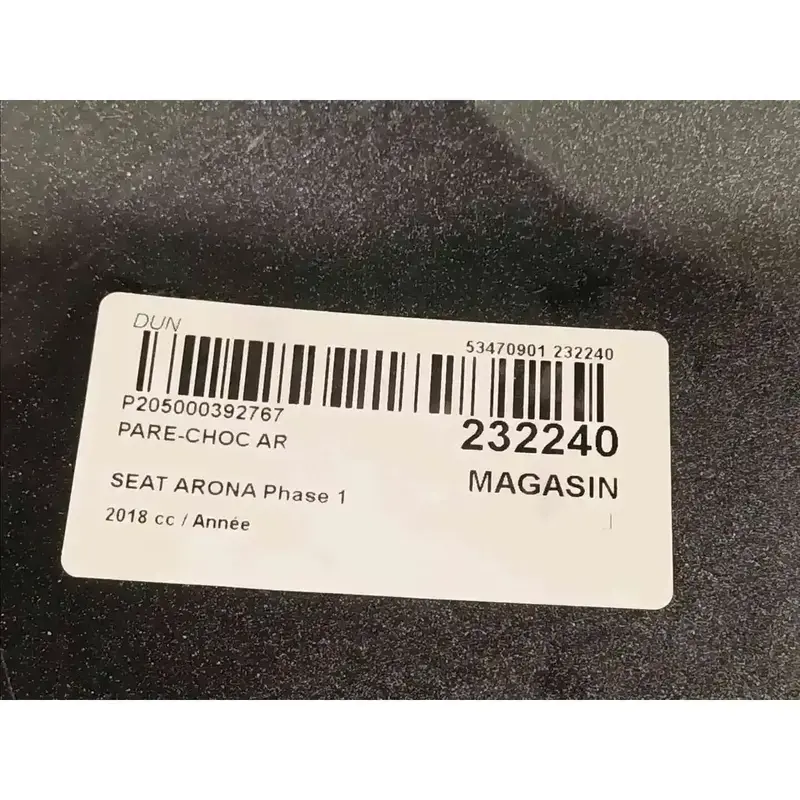 DUN
53470901 232240
P205000392767
232240
PARE-CHOC AR
MAGASIN
SEAT ARONA Phase 1
2018 cc / Année